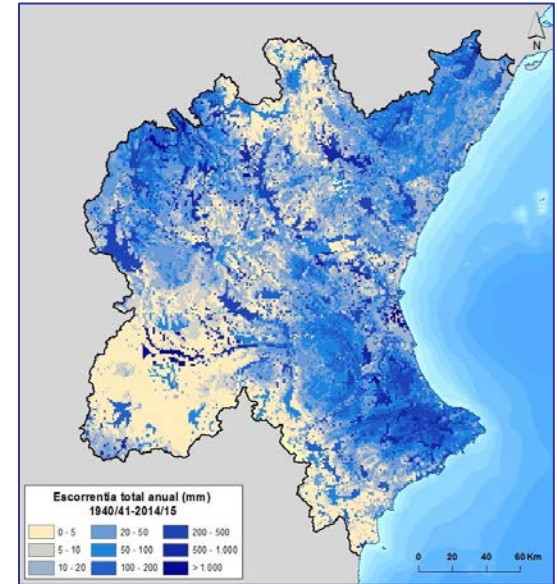 N
Escorrentia total anual (mm)
1940/41-2014/15
0 - 5 20 - 50 200 - 500
5 - 10 50 - 100 500 - 1.000
10 - 20 100 - 200 > 1.000
0 20 40 60 Km